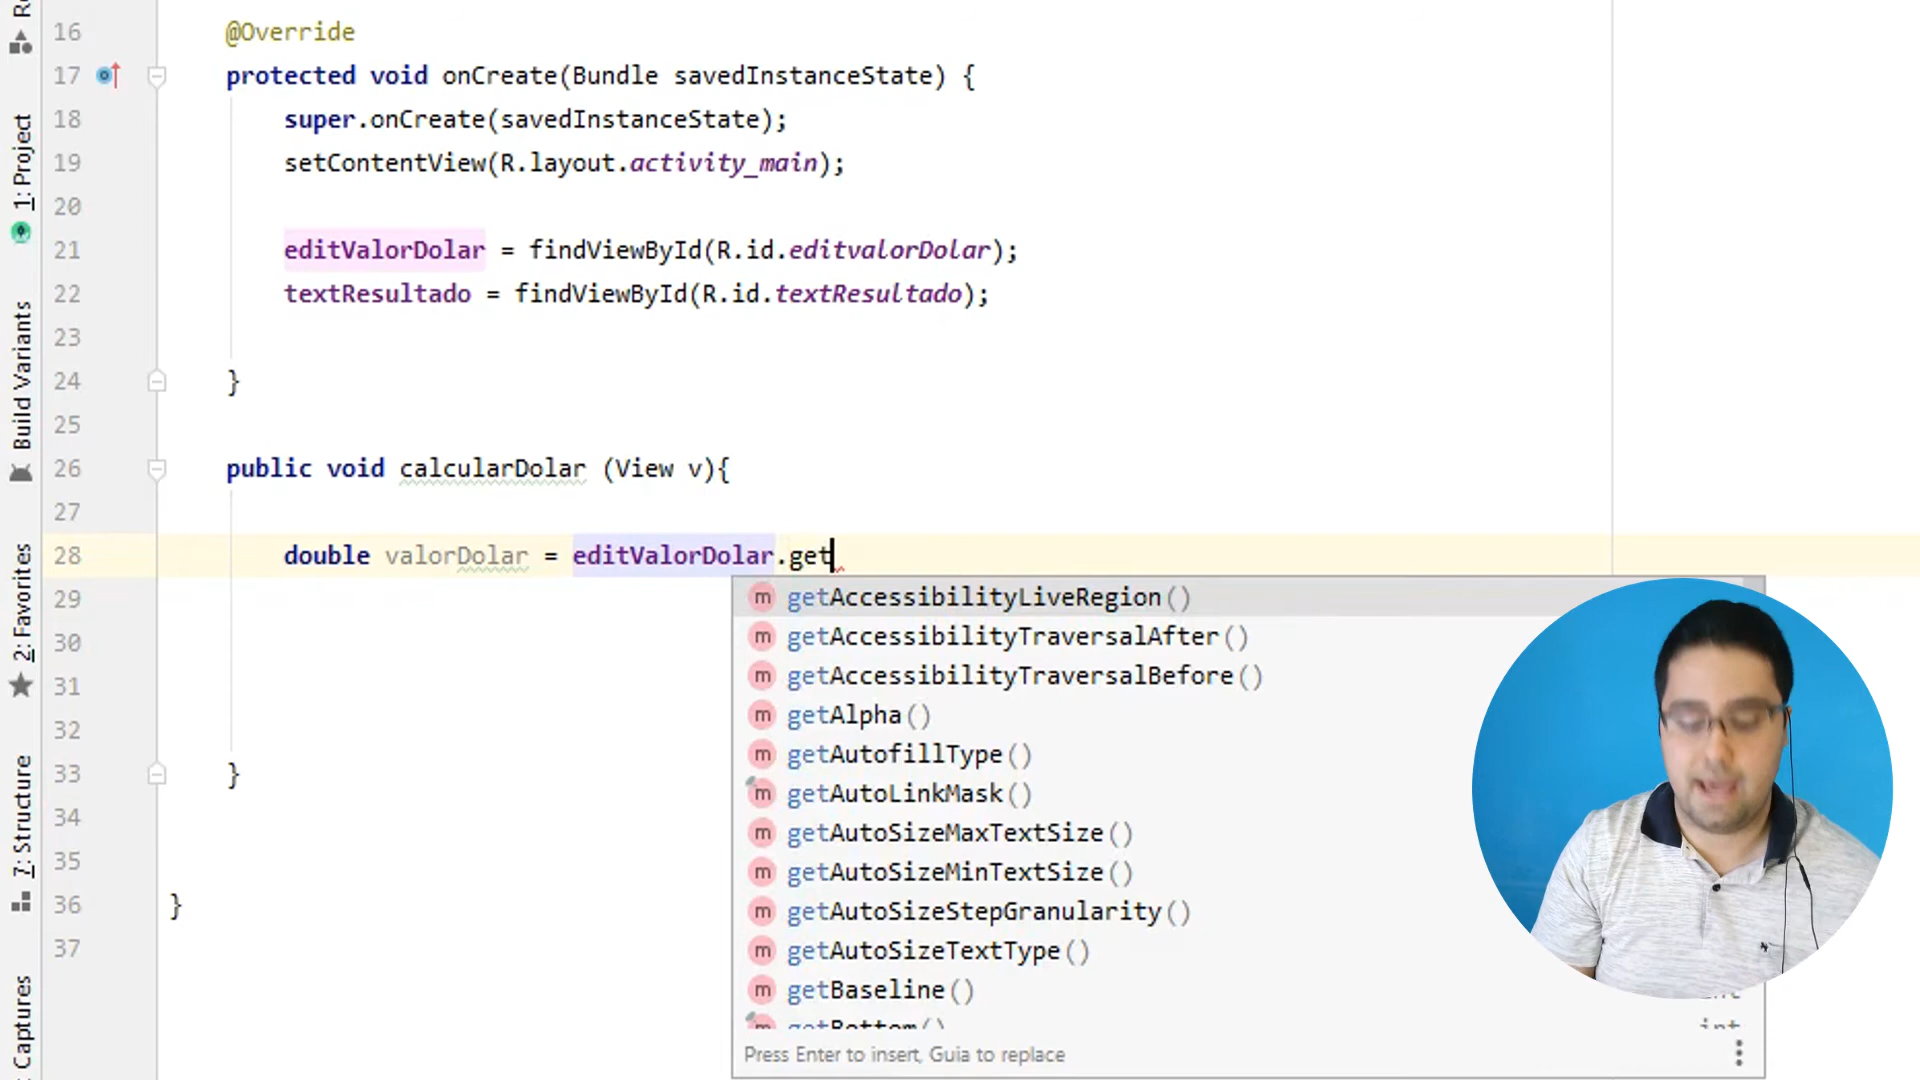 1: Project
Build Variants
2: Favorites
7: Structure
Captures
16 @Override
17 protected void onCreate(Bundle savedInstanceState) {
18 super.onCreate(savedInstanceState);
19 setContentView(R.layout.activity_main);
20
21 editValorDolar = findViewById(R.id.editvalorDolar);
22 textResultado = findViewById(R.id.textResultado);
23
24 }
25
26 public void calcularDolar (View v){
27
28 double valorDolar = editValorDolar.get
29
30
31
32
33 }
34
35
36 }
37
m getAccessibilityLiveRegion()
m getAccessibilityTraversalAfter()
m getAccessibilityTraversalBefore()
m getAlpha()
m getAutofillType()
m getAutoLinkMask()
m getAutoSizeMaxTextSize()
m getAutoSizeMinTextSize()
m getAutoSizeStepGranularity()
m getAutoSizeTextType()
m getBaseline() int
m getBottom() int
Press Enter to insert, Guia to replace